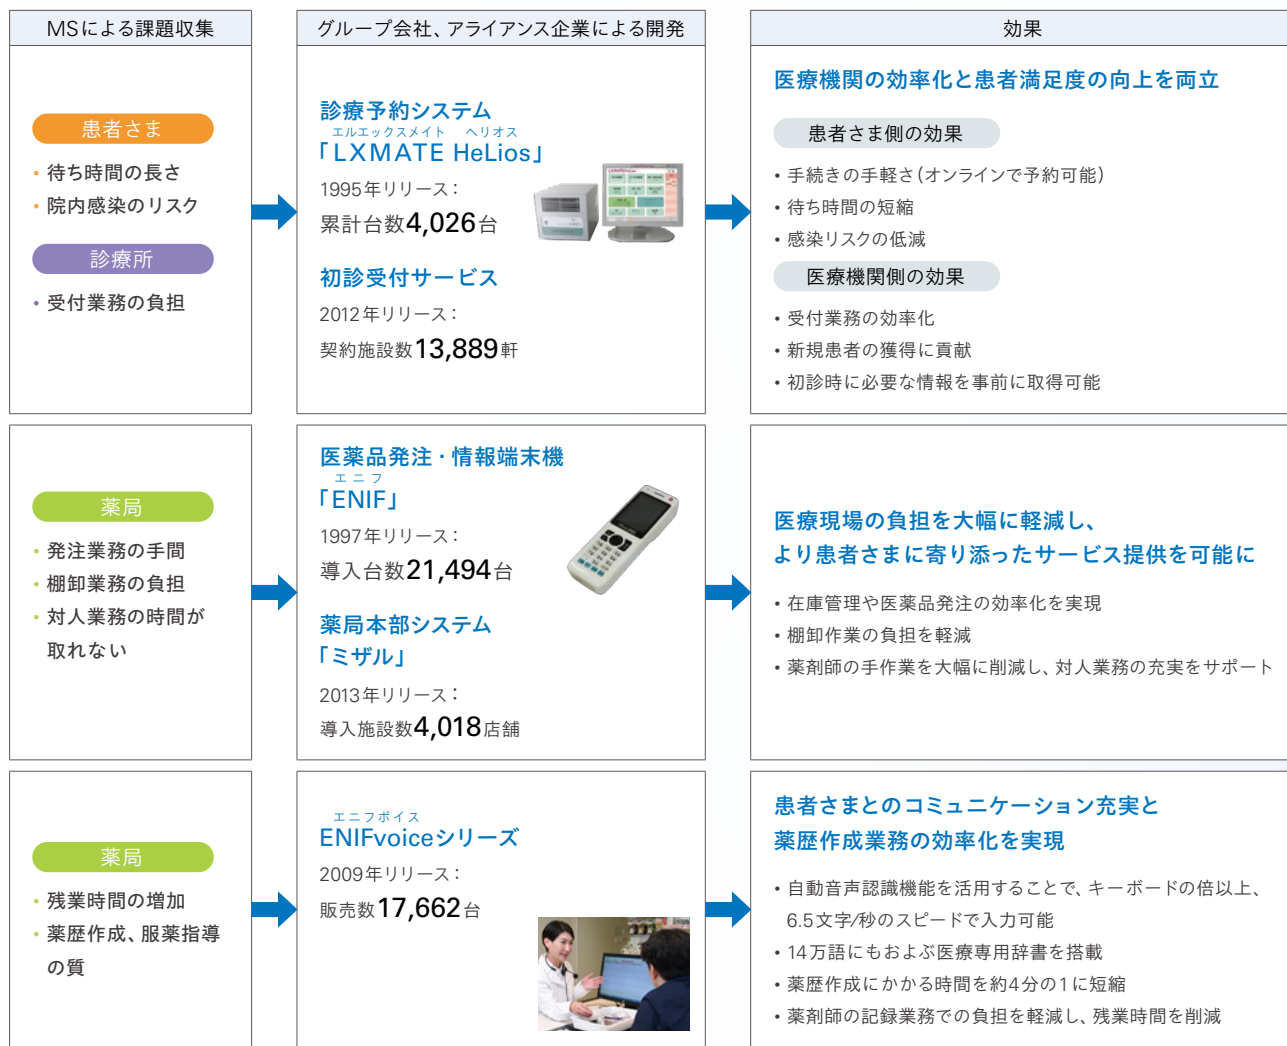 MSによる課題収集
グループ会社、アライアンス企業による開発
効果
患者さま
• 待ち時間の長さ
• 院内感染のリスク
診療所
• 受付業務の負担
診療予約システム
エルエックスメイト ヘリオス
「LXMATE HeLios」
1995年リリース：
累計台数4,026台
初診受付サービス
2012年リリース：
契約施設数13,889軒
医療機関の効率化と患者満足度の向上を両立
患者さま側の効果
• 手続きの手軽さ（オンラインで予約可能）
• 待ち時間の短縮
• 感染リスクの低減
医療機関側の効果
• 受付業務の効率化
• 新規患者の獲得に貢献
• 初診時に必要な情報を事前に取得可能
薬局
• 発注業務の手間
• 棚卸業務の負担
• 対人業務の時間が
取れない
医薬品発注・情報端末機
エニフ
「ENIF」
1997年リリース：
導入台数21,494台
薬局本部システム
「ミザル」
2013年リリース：
導入施設数4,018店舗
医療現場の負担を大幅に軽減し、
より患者さまに寄り添ったサービス提供を可能に
• 在庫管理や医薬品発注の効率化を実現
• 棚卸作業の負担を軽減
• 薬剤師の手作業を大幅に削減し、対人業務の充実をサポート
薬局
• 残業時間の増加
• 薬歴作成、服薬指導
の質
エニフボイス
ENIFvoiceシリーズ
2009年リリース：
販売数17,662台
患者さまとのコミュニケーション充実と
薬歴作成業務の効率化を実現
• 自動音声認識機能を活用することで、キーボードの倍以上、
6.5文字/秒のスピードで入力可能
• 14万語にもおよぶ医療専用辞書を搭載
• 薬歴作成にかかる時間を約4分の1に短縮
• 薬剤師の記録業務での負担を軽減し、残業時間を削減